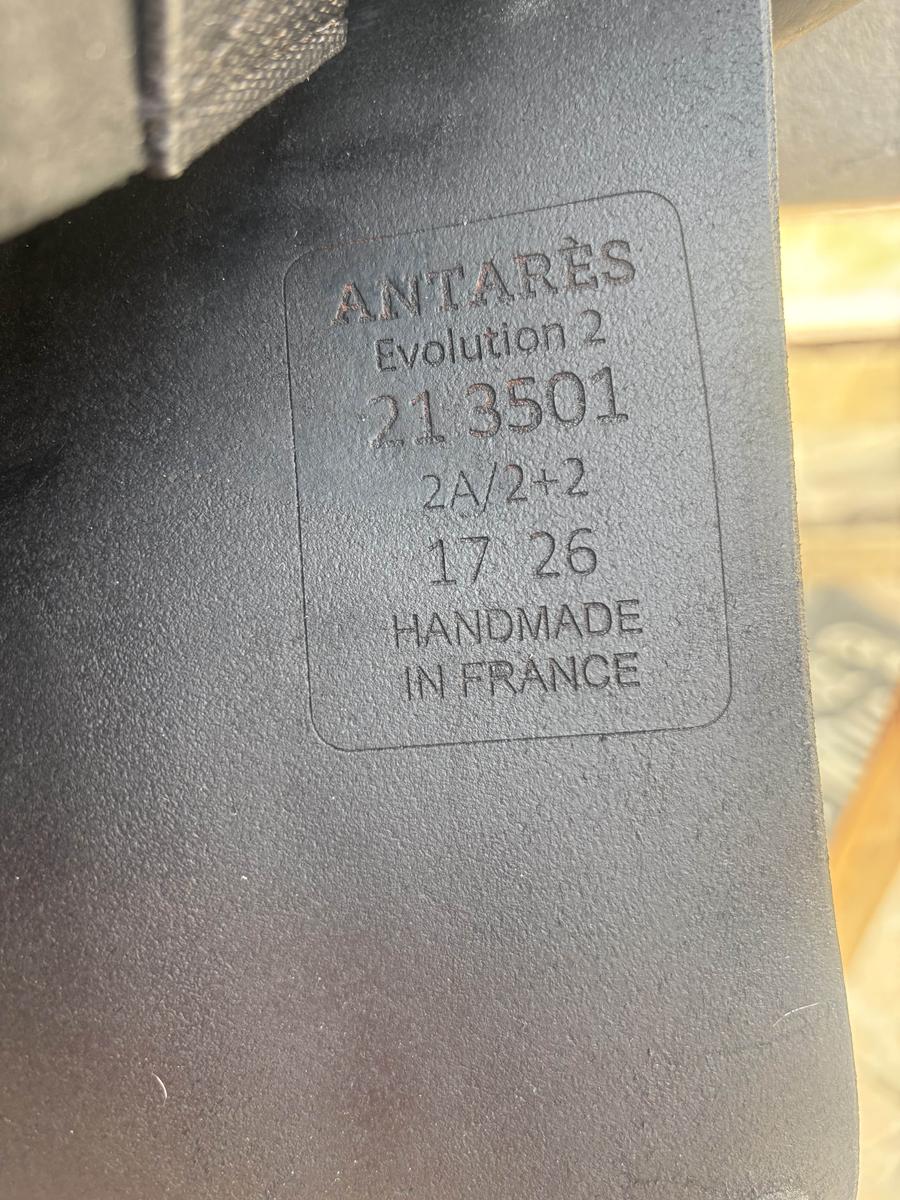 ANTARÈS
Evolution 2
21 3501
2A/2+2
17 26
HANDMADE
IN FRANCE